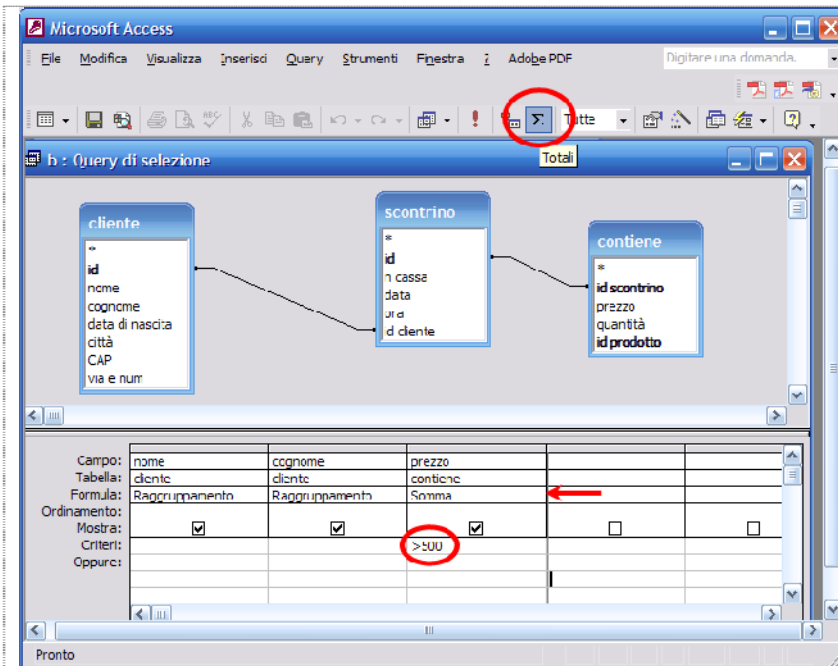 Microsoft Access
File Modifica Visualizza Inserisci Query Strumenti Finestra ? Adobe PDF Digitare una domanda.
Tutte
Totali
b : Query di selezione
cliente
*
id
nome
cognome
data di nascita
città
CAP
via e num
scontrino
*
id
n cassa
data
ora
id cliente
contiene
*
id scontrino
prezzo
quantità
id prodotto
Campo: nome cognome prezzo
Tabella: cliente cliente contiene
Formula: Raggruppamento Raggruppamento Somma
Ordinamento:
Mostra:
Criteri: >500
Oppure:
Pronto